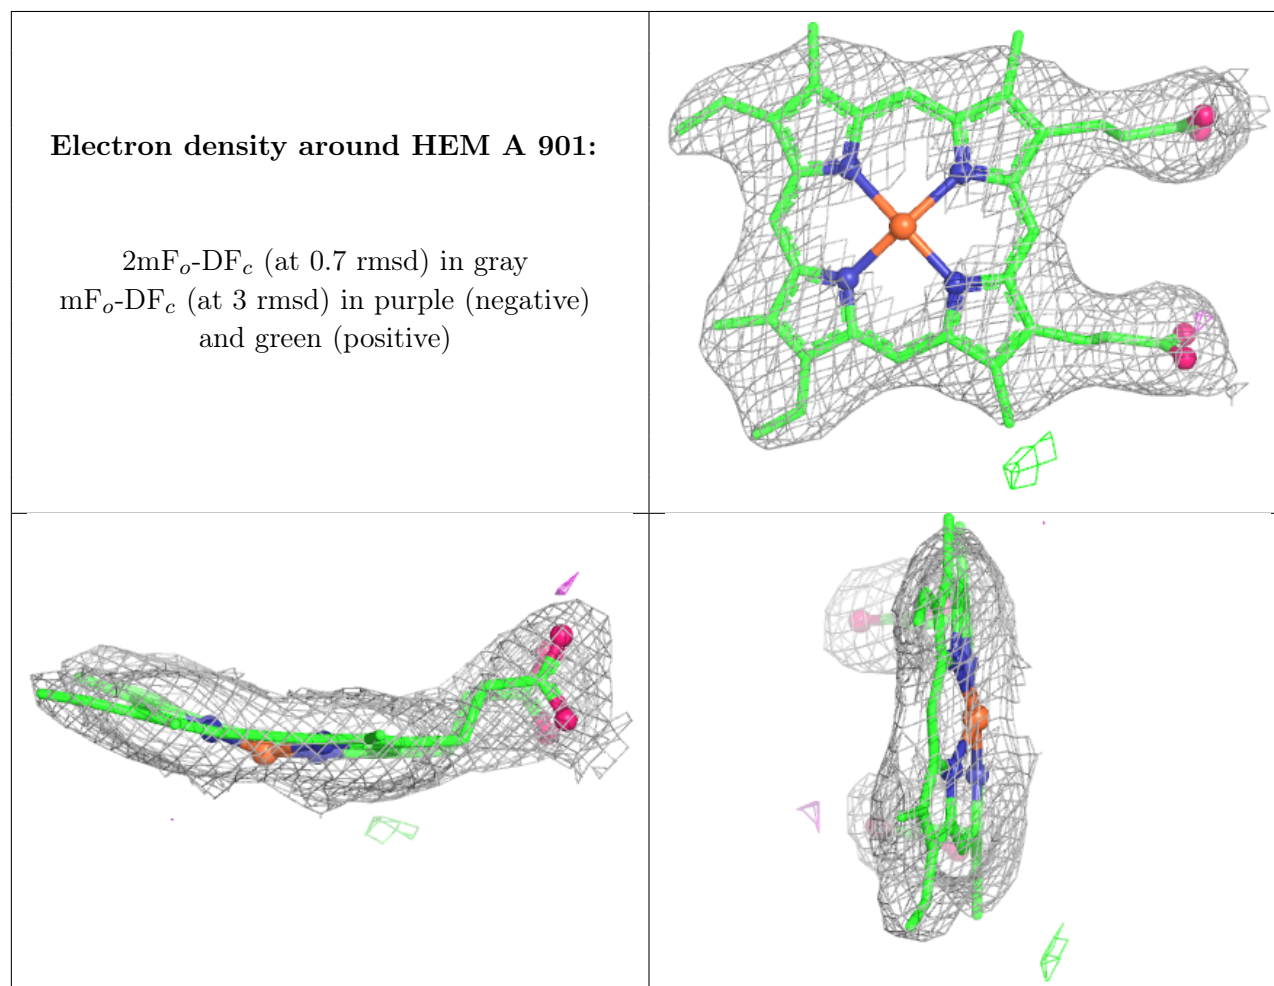 Electron density around HEM A 901:
2mFₒ-DF𝒸 (at 0.7 rmsd) in gray
mFₒ-DF𝒸 (at 3 rmsd) in purple (negative)
and green (positive)